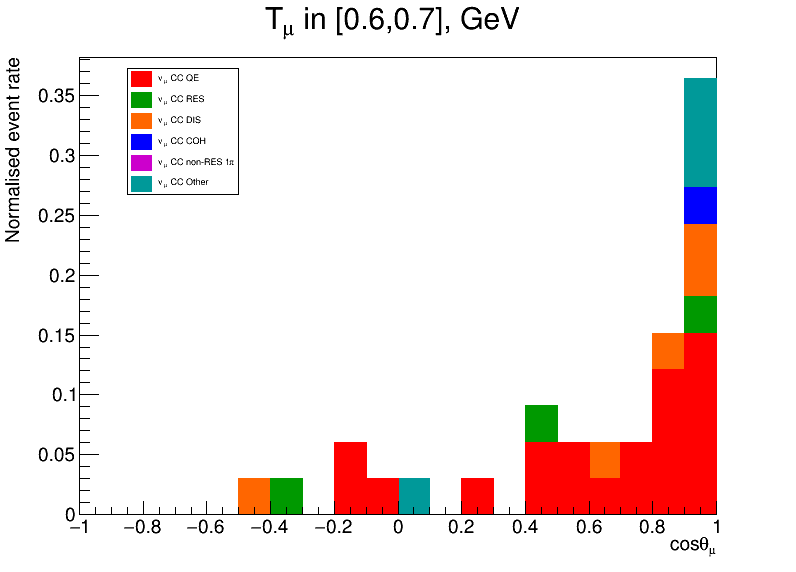 T_μ in [0.6,0.7], GeV
Normalised event rate
0.35
0.3
0.25
0.2
0.15
0.1
0.05
0
ν_μ CC QE
ν_μ CC RES
ν_μ CC DIS
ν_μ CC COH
ν_μ CC non-RES 1π
ν_μ CC Other
−1 −0.8 −0.6 −0.4 −0.2 0 0.2 0.4 0.6 0.8 1
cosθ_μ